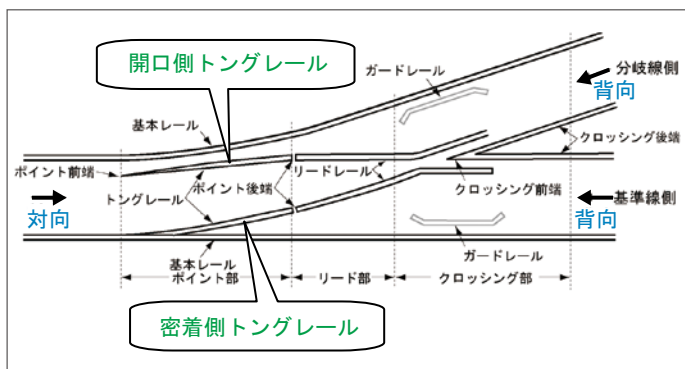 開口側トングレール
ガードレール
分岐線側
背向
基本レール
クロッシング後端
ポイント前端
トングレール
ポイント後端
リードレール
クロッシング前端
対向
基準線側
背向
基本レール
ガードレール
ポイント部
リード部
クロッシング部
密着側トングレール